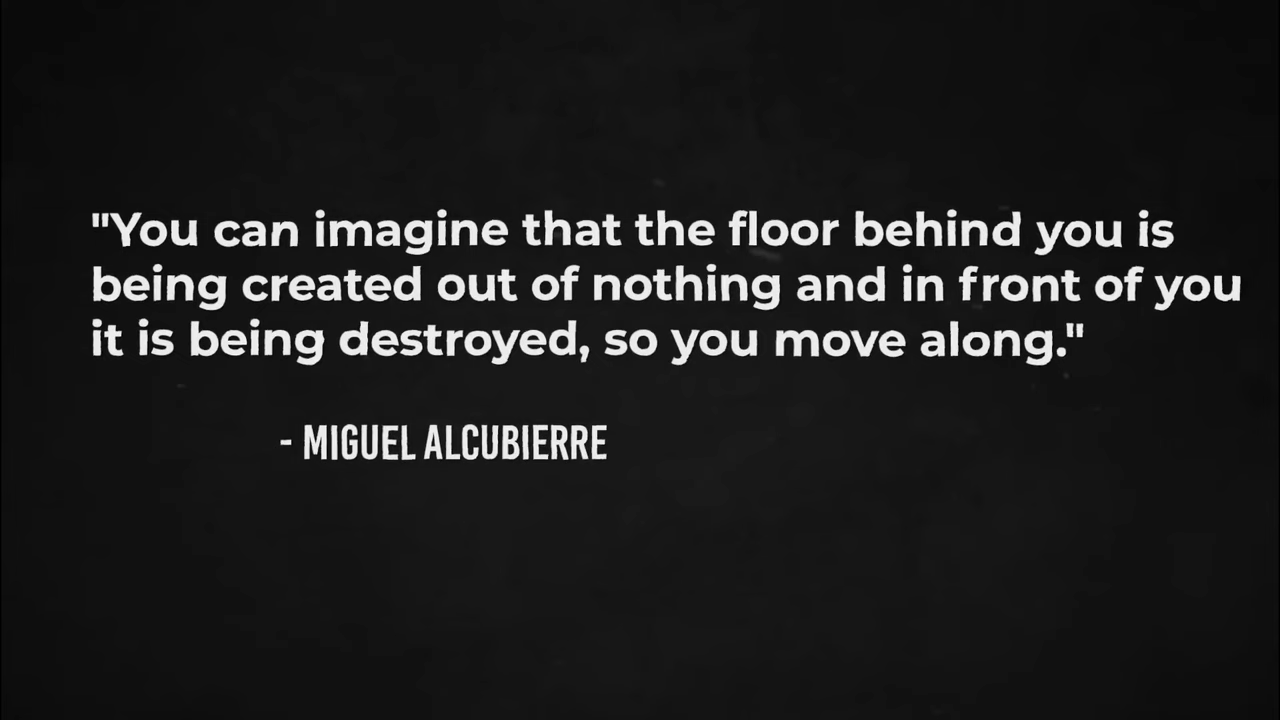 "You can imagine that the floor behind you is
being created out of nothing and in front of you
it is being destroyed, so you move along."
- MIGUEL ALCUBIERRE